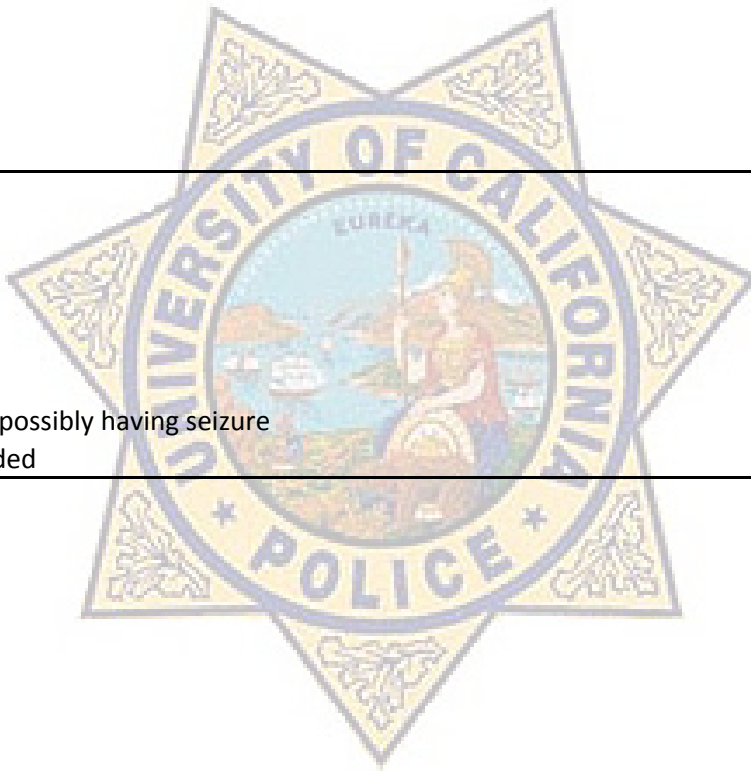 UNIVERSITY OF CALIFORNIA
EUREKA
possibly having seizure
ded
POLICE